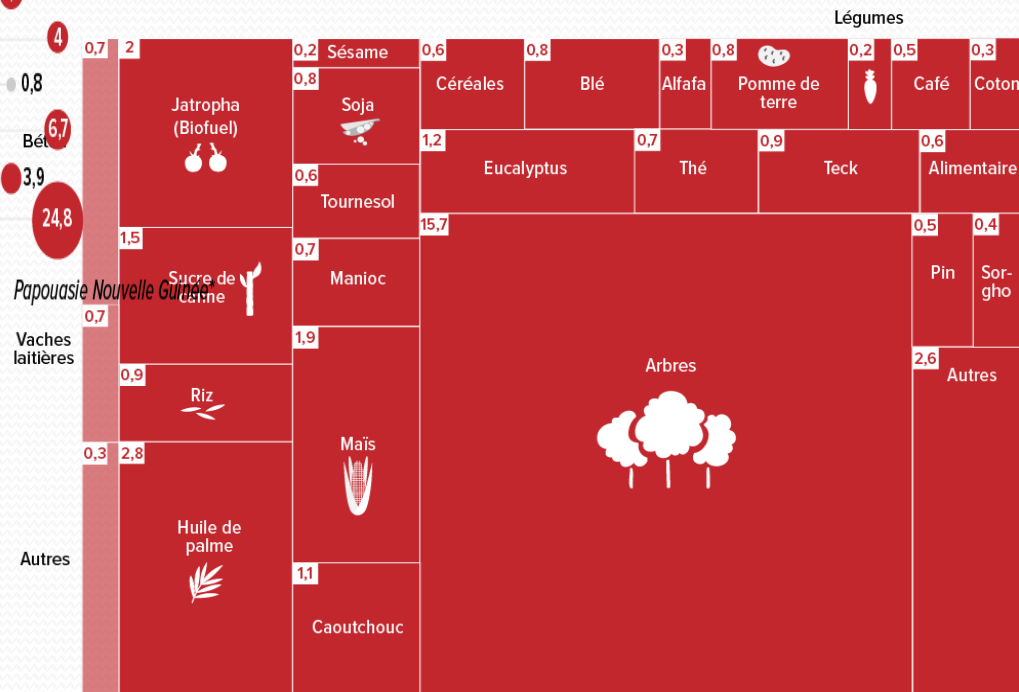 Légumes
4
0,7
2
0,2
Sésame
0,6
0,8
0,3
0,8
0,2
0,5
0,3
0,8
0,8
Céréales
Blé
Alfafa
Pomme de
terre
Café
Coton
Jatropha
(Biofuel)
Soja
6,7
1,2
0,7
0,9
0,6
Eucalyptus
Thé
Teck
Alimentaire
3,9
0,6
Tournesol
24,8
15,7
0,5
0,4
1,5
0,7
Sucre de
canne
Manioc
Pin
Sor-
gho
Papouasie Nouvelle Guinée*
0,7
Vaches
laitières
1,9
2,6
Arbres
Autres
0,9
Riz
Maïs
0,3
2,8
Huile de
palme
Autres
1,1
Caoutchouc